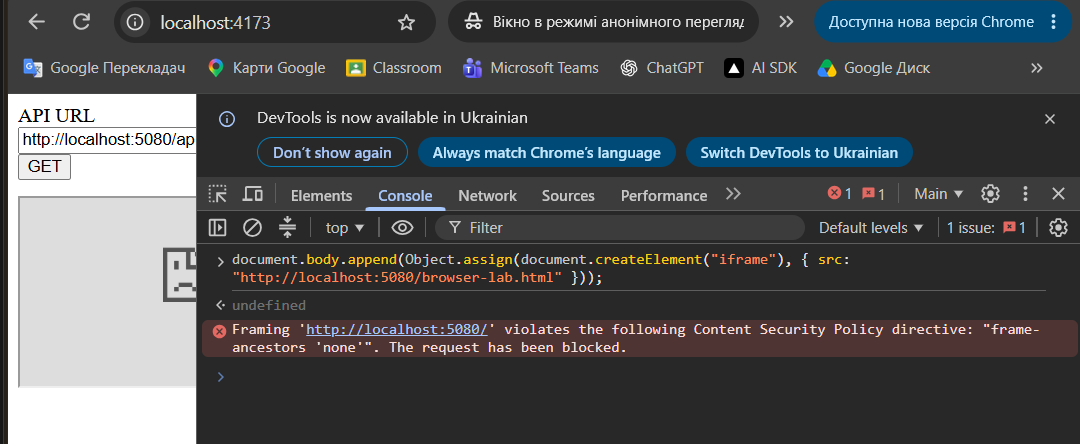 localhost:4173
Вікно в режимі анонімного перегляд
Доступна нова версія Chrome
Google Перекладач
Карти Google
Classroom
Microsoft Teams
ChatGPT
AI SDK
Google Диск
API URL
http://localhost:5080/ap
GET
DevTools is now available in Ukrainian
Don't show again
Always match Chrome's language
Switch DevTools to Ukrainian
Elements
Console
Network
Sources
Performance
1
1
Main
top
Filter
Default levels
1 issue:
1
document.body.append(Object.assign(document.createElement("iframe"), { src:
"http://localhost:5080/browser-lab.html" }));
undefined
Framing 'http://localhost:5080/' violates the following Content Security Policy directive: "frame-
ancestors 'none'". The request has been blocked.